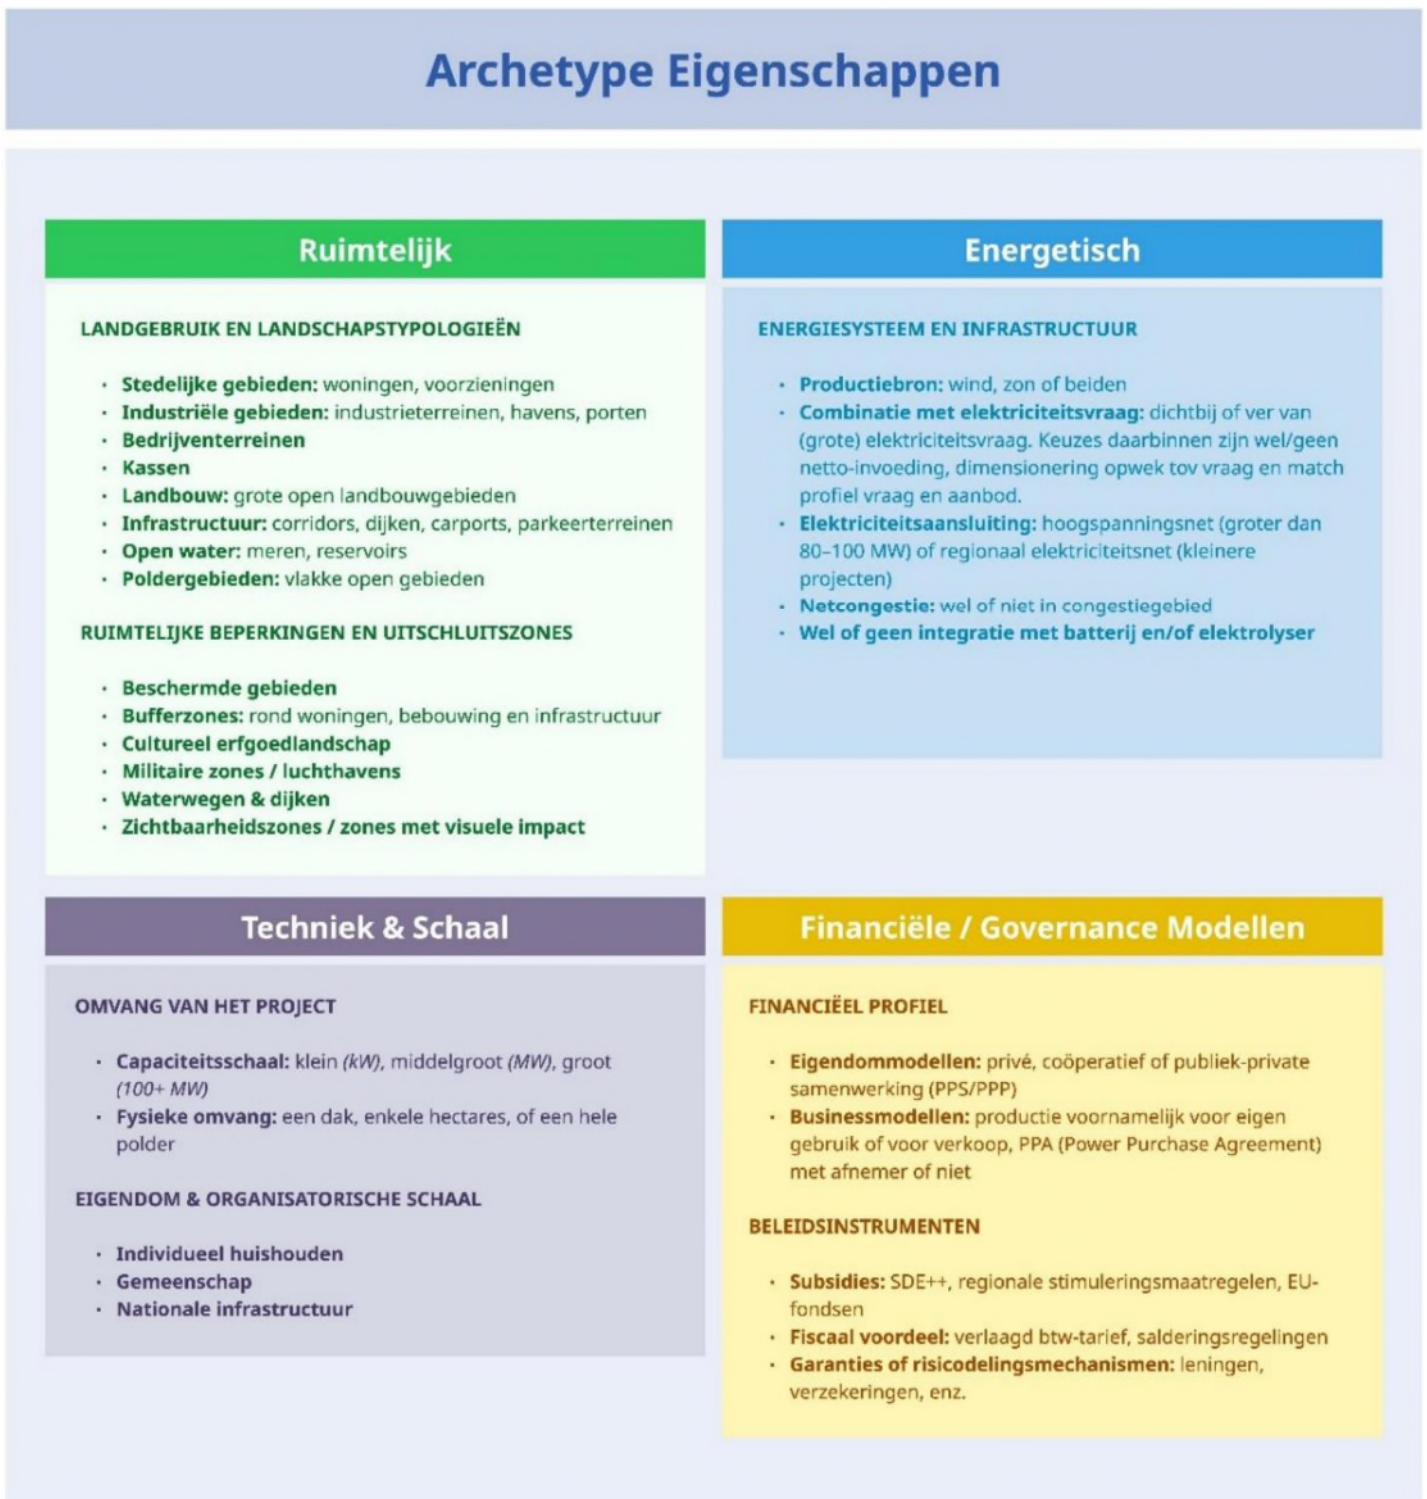 Archetype Eigenschappen
Ruimtelijk
LANDGEBRUIK EN LANDSCHAPSTYPOLOGIEËN
· Stedelijke gebieden: woningen, voorzieningen
· Industriële gebieden: industrieterreinen, havens, porten
· Bedrijventerreinen
· Kassen
· Landbouw: grote open landbouwgebieden
· Infrastructuur: corridors, dijken, carports, parkeerterreinen
· Open water: meren, reservoirs
· Poldergebieden: vlakke open gebieden
RUIMTELIJKE BEPERKINGEN EN UITSCHLUITSZONES
· Beschermde gebieden
· Bufferzones: rond woningen, bebouwing en infrastructuur
· Cultureel erfgoedlandschap
· Militaire zones / luchthavens
· Waterwegen & dijken
· Zichtbaarheidszones / zones met visuele impact
Energetisch
ENERGIESYSTEEM EN INFRASTRUCTUUR
· Productiebron: wind, zon of beiden
· Combinatie met elektriciteitsvraag: dichtbij of ver van
(grote) elektriciteitsvraag. Keuzes daarbinnen zijn wel/geen
netto-invoeding, dimensionering opwek tov vraag en match
profiel vraag en aanbod.
· Elektriciteitsaansluiting: hoogspanningsnet (groter dan
80–100 MW) of regionaal elektriciteitsnet (kleinere
projecten)
· Netcongestie: wel of niet in congestiegebied
· Wel of geen integratie met batterij en/of elektrolyser
Techniek & Schaal
OMVANG VAN HET PROJECT
· Capaciteitsschaal: klein (kW), middelgroot (MW), groot
(100+ MW)
· Fysieke omvang: een dak, enkele hectares, of een hele
polder
EIGENDOM & ORGANISATORISCHE SCHAAL
· Individueel huishouden
· Gemeenschap
· Nationale infrastructuur
Financiële / Governance Modellen
FINANCIËEL PROFIEL
· Eigendommodellen: privé, coöperatief of publiek-private
samenwerking (PPS/PPP)
· Businessmodellen: productie voornamelijk voor eigen
gebruik of voor verkoop, PPA (Power Purchase Agreement)
met afnemer of niet
BELEIDSINSTRUMENTEN
· Subsidies: SDE++, regionale stimuleringsmaatregelen, EU-
fondsen
· Fiscaal voordeel: verlaagd btw-tarief, salderingsregelingen
· Garanties of risicodelingsmechanismen: leningen,
verzekeringen, enz.